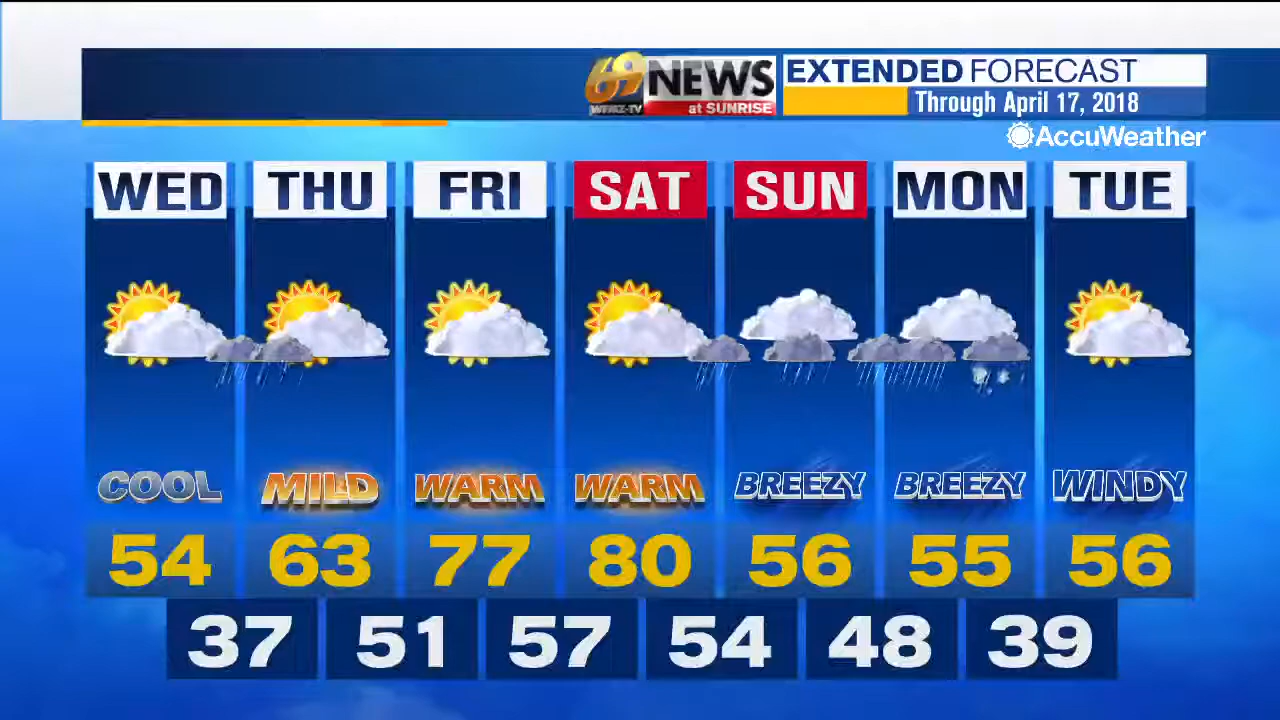 69 NEWS
WFMZ-TV
at SUNRISE
EXTENDED FORECAST
Through April 17, 2018
AccuWeather
WED THU FRI SAT SUN MON TUE
COOL MILD WARM WARM BREEZY BREEZY WINDY
54 63 77 80 56 55 56
37 51 57 54 48 39